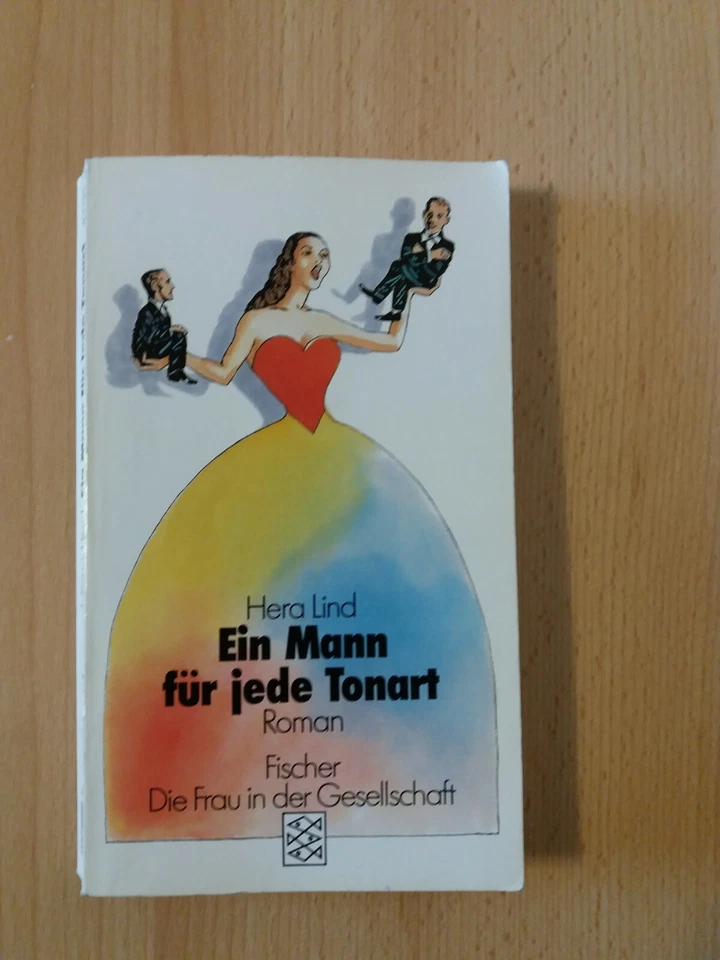 Hera Lind
Ein Mann
für jede Tonart
Roman
Fischer
Die Frau in der Gesellschaft